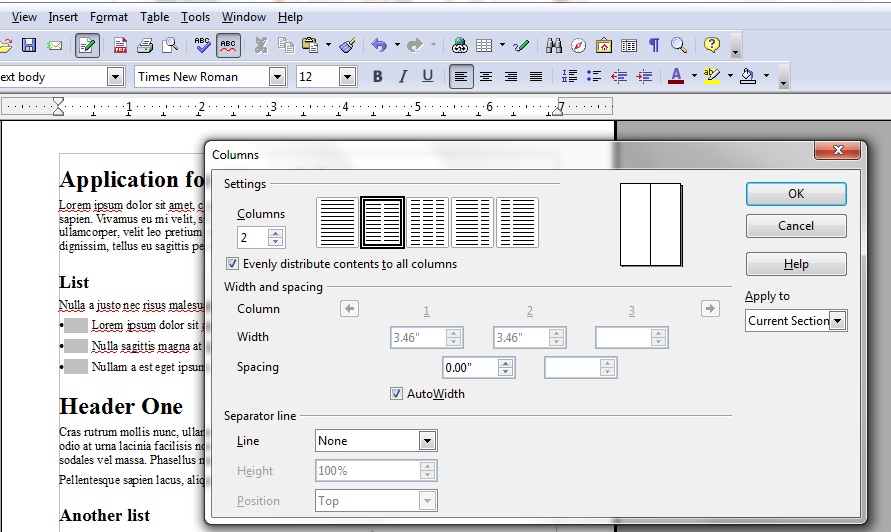 View Insert Format Table Tools Window Help
ext body Times New Roman 12 B I U A
1 2 3 4 5 6 7
Columns
Settings
Columns
2
Evenly distribute contents to all columns
Width and spacing
Column 1 2 3
Width 3.46" 3.46"
Spacing 0.00"
AutoWidth
Separator line
Line None
Height 100%
Position Top
OK
Cancel
Help
Apply to
Current Section
Application fo
Lorem ipsum dolor sit amet, c
sapien. Vivamus eu mi velit, s
ullamcorper, velit leo pretium
dignissim, tellus eu sagittis pe
List
Nulla a justo nec risus malesu
• Lorem ipsum dolor sit
• Nulla sagittis magna at
• Nullam a est eget ipsum
Header One
Cras rutrum mollis nunc, ullan
odio at urna lacinia facilisis no
sodales vel massa. Phasellus n
Pellentesque sapien lacus, aliq
Another list